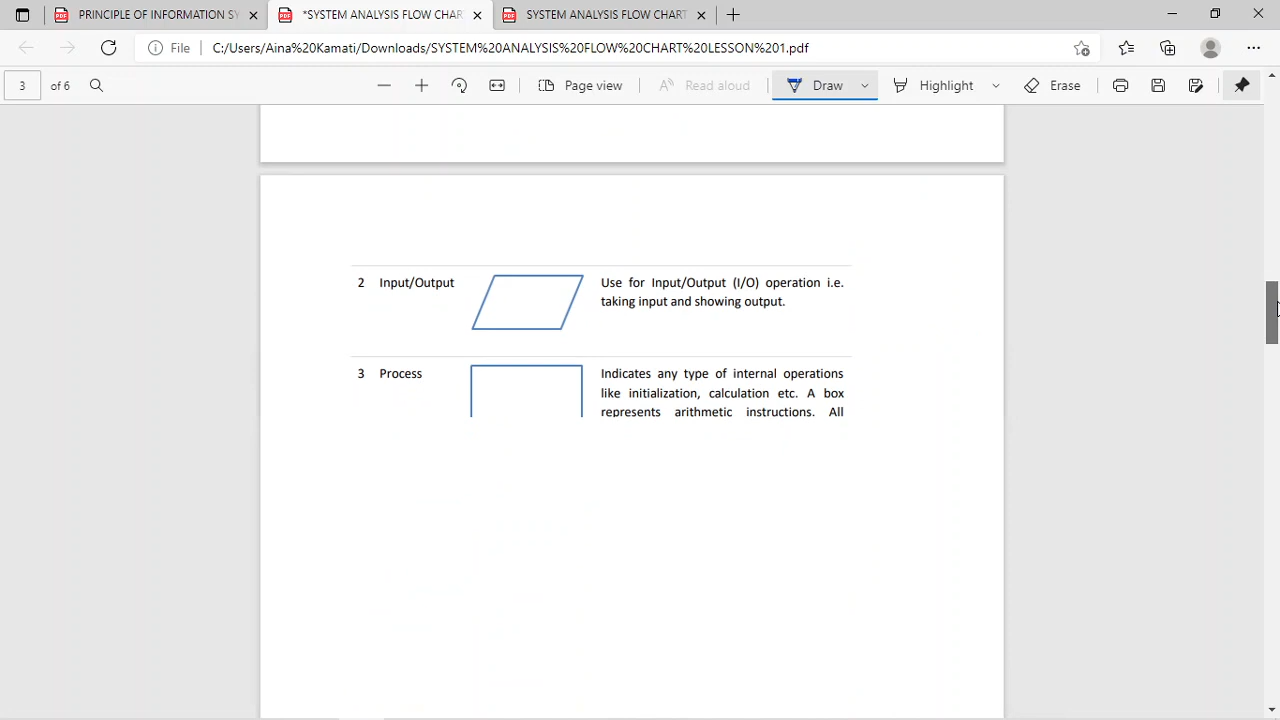 PRINCIPLE OF INFORMATION SY
*SYSTEM ANALYSIS FLOW CHAR
SYSTEM ANALYSIS FLOW CHART
File
C:/Users/Aina%20Kamati/Downloads/SYSTEM%20ANALYSIS%20FLOW%20CHART%20LESSON%201.pdf
3 of 6
Page view
Read aloud
Draw
Highlight
Erase
2 Input/Output
Use for Input/Output (I/O) operation i.e.
taking input and showing output.
3 Process
Indicates any type of internal operations
like initialization, calculation etc. A box
represents arithmetic instructions. All